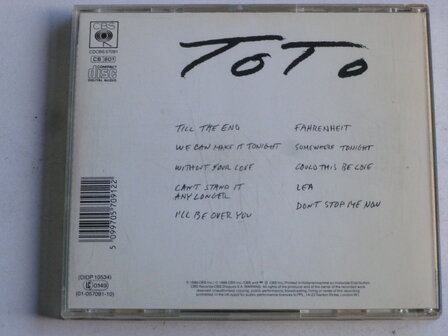 CBS
CDCBS 57091
CB 801
COMPACT
disc
DIGITAL AUDIO
TOTO
TILL THE END
WE CAN MAKE IT TONIGHT
WITHOUT YOUR LOVE
CAN'T STAND IT
ANY LONGER
I'LL BE OVER YOU
FAHRENHEIT
SOMEWHERE TONIGHT
COULD THIS BE LOVE
LEA
DON'T STOP ME NOW
5 099705 709122
(DIDP 10534)
(01-057091-10)